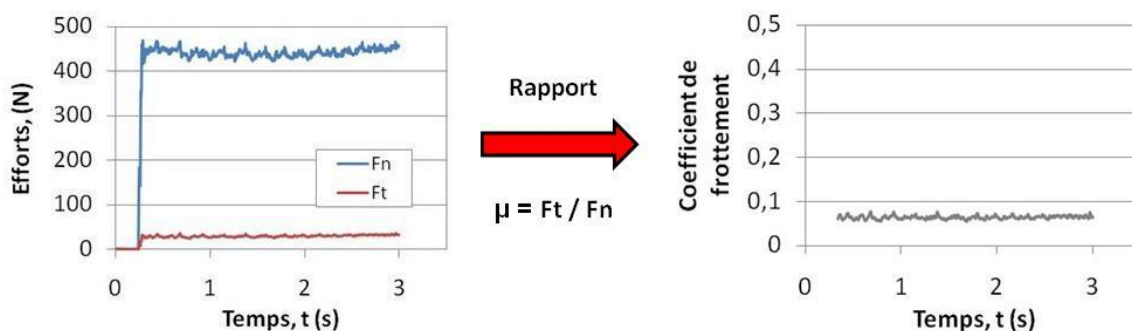 Efforts, (N)
500
400
300
200
100
0
Fn
Ft
0 1 2 3
Temps, t (s)
Rapport
μ = Ft / Fn
Coefficient de
frottement
0,5
0,4
0,3
0,2
0,1
0
0 1 2 3
Temps, t (s)